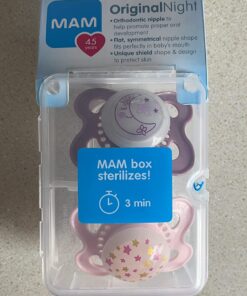 MAM
45
years
OriginalNight
• Orthodontic nipple to
help promote proper oral
development
• Flat, symmetrical nipple shape
fits perfectly in baby's mouth
• Unique shield shape & design
to protect skin
MAM box
sterilizes!
3 min